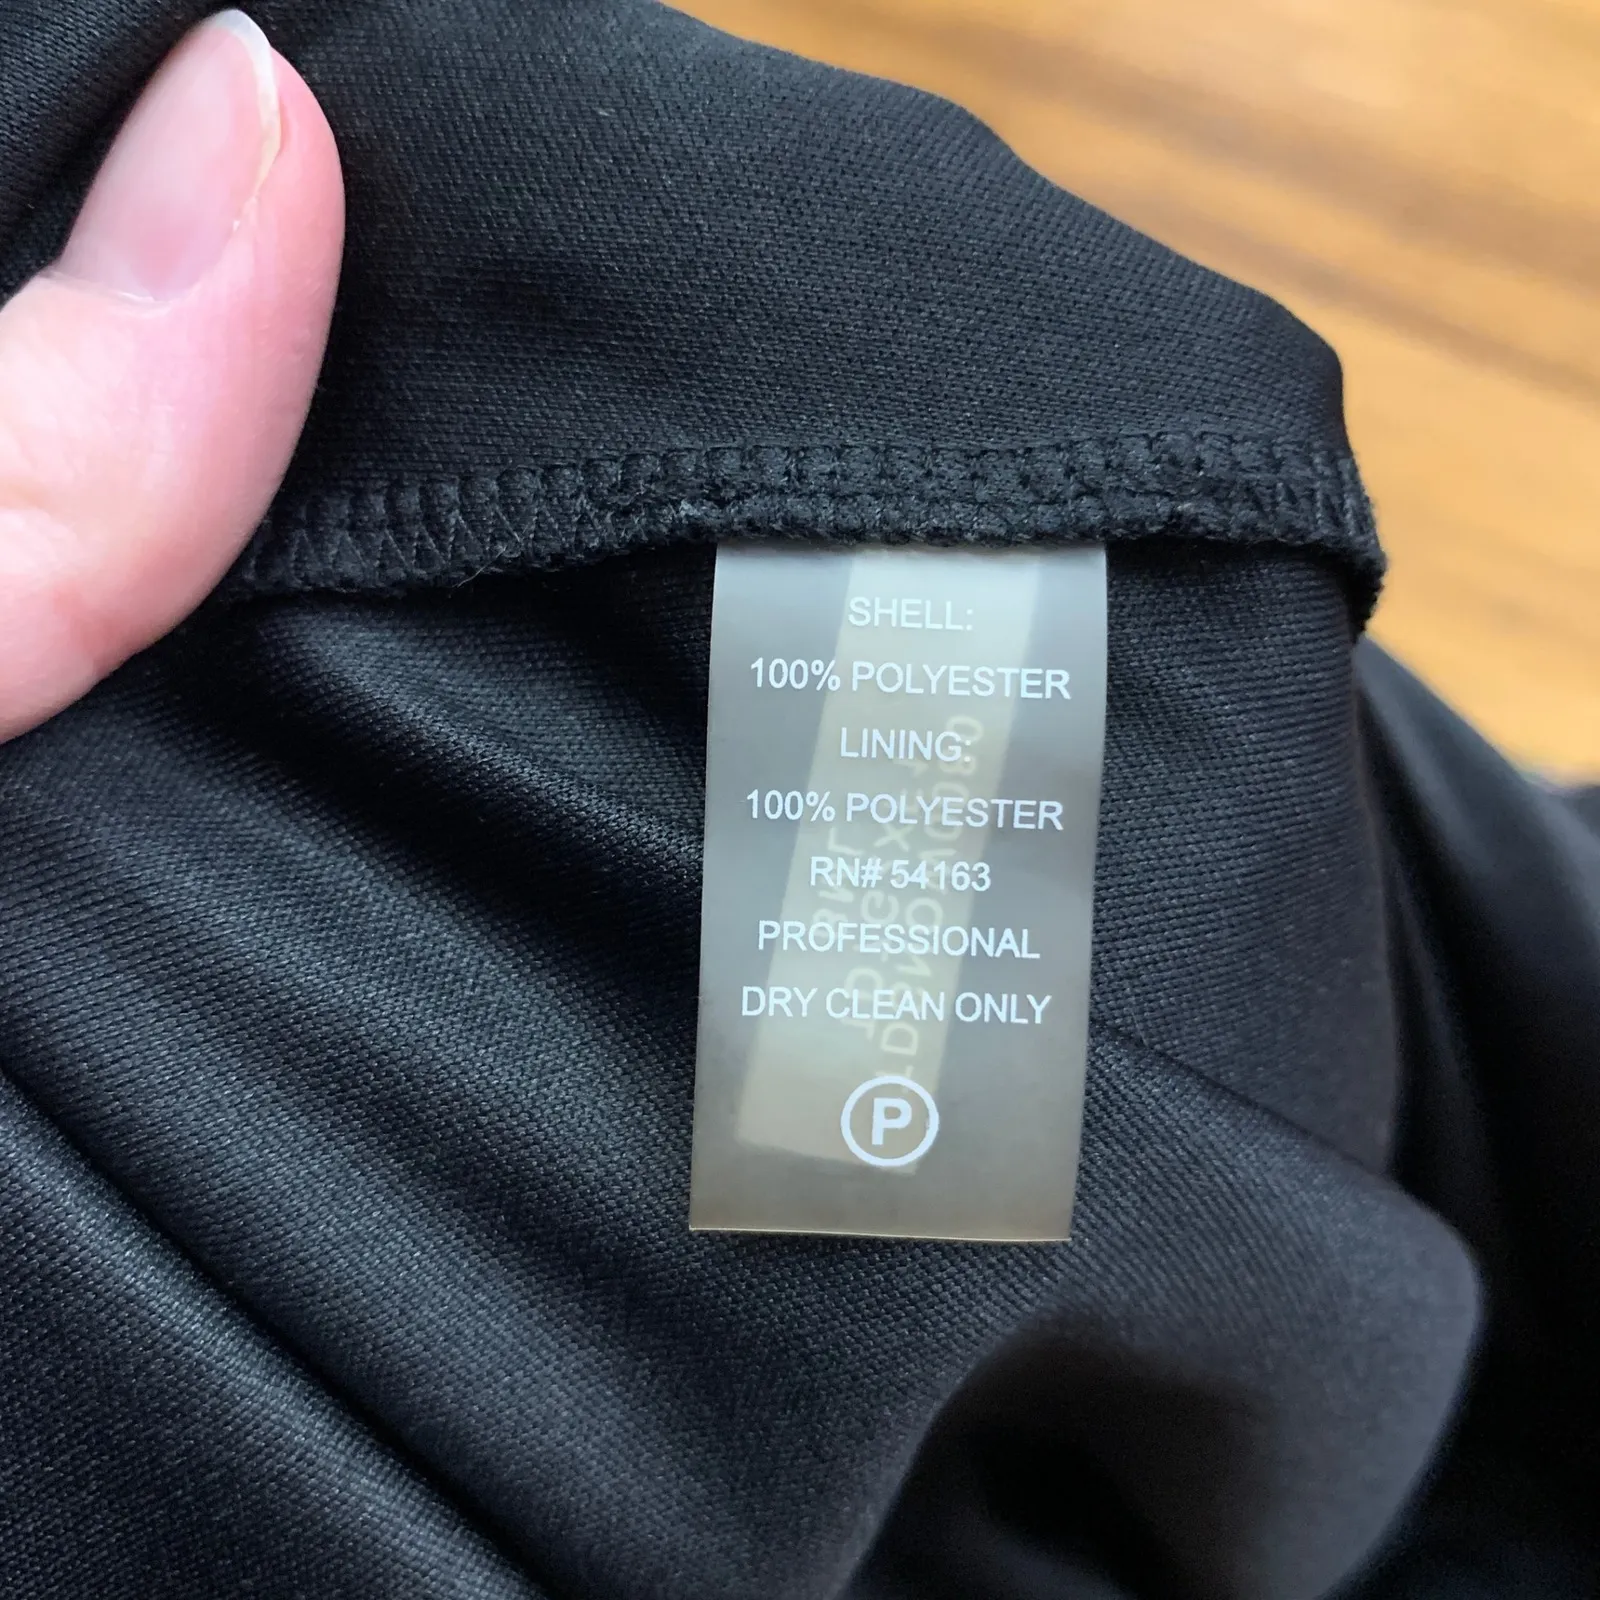 SHELL:
100% POLYESTER
LINING:
100% POLYESTER
RN# 54163
PROFESSIONAL
DRY CLEAN ONLY
P